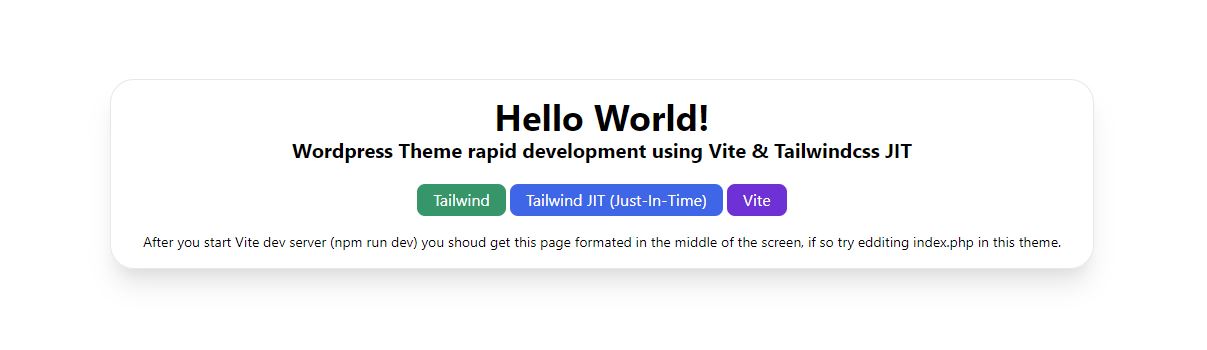 Hello World!
Wordpress Theme rapid development using Vite & Tailwindcss JIT
Tailwind Tailwind JIT (Just-In-Time) Vite
After you start Vite dev server (npm run dev) you shoud get this page formated in the middle of the screen, if so try edditing index.php in this theme.